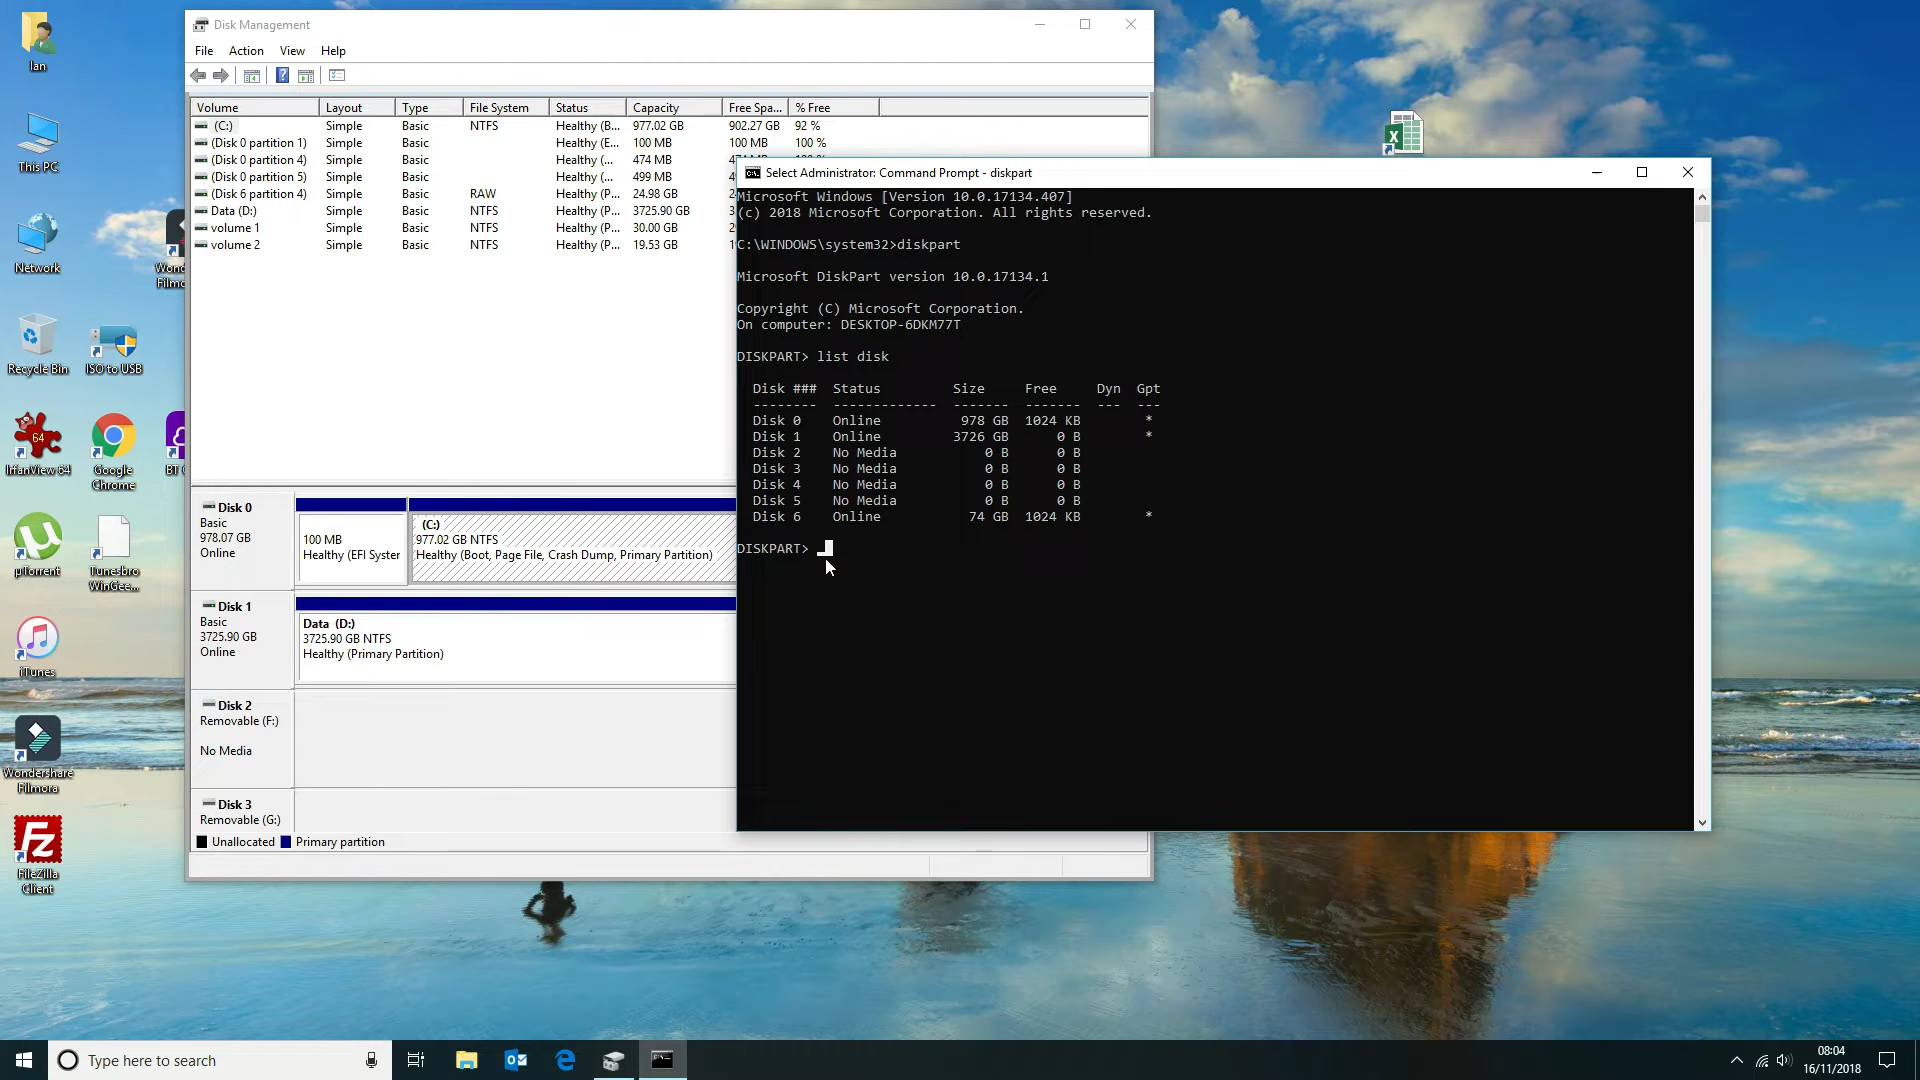 Ian
This PC
Network
Recycle Bin
ISO to USB
64
IrfanView 64
Google
Chrome
µTorrent
Tunesbro
WinGee...
iTunes
Wondershare
Filmora
FileZilla
Client
Disk Management
File Action View Help
Volume Layout Type File System Status Capacity Free Spa... % Free
(C:) Simple Basic NTFS Healthy (B... 977.02 GB 902.27 GB 92 %
(Disk 0 partition 1) Simple Basic Healthy (E... 100 MB 100 MB 100 %
(Disk 0 partition 4) Simple Basic Healthy (... 474 MB
(Disk 0 partition 5) Simple Basic Healthy (... 499 MB
(Disk 6 partition 4) Simple Basic RAW Healthy (P... 24.98 GB
Data (D:) Simple Basic NTFS Healthy (P... 3725.90 GB
volume 1 Simple Basic NTFS Healthy (P... 30.00 GB
volume 2 Simple Basic NTFS Healthy (P... 19.53 GB
Disk 0
Basic
978.07 GB
Online
100 MB
Healthy (EFI System
(C:)
977.02 GB NTFS
Healthy (Boot, Page File, Crash Dump, Primary Partition)
Disk 1
Basic
3725.90 GB
Online
Data (D:)
3725.90 GB NTFS
Healthy (Primary Partition)
Disk 2
Removable (F:)
No Media
Disk 3
Removable (G:)
Unallocated Primary partition
Select Administrator: Command Prompt - diskpart
Microsoft Windows [Version 10.0.17134.407]
(c) 2018 Microsoft Corporation. All rights reserved.
C:\WINDOWS\system32>diskpart
Microsoft DiskPart version 10.0.17134.1
Copyright (C) Microsoft Corporation.
On computer: DESKTOP-6DKM77T
DISKPART> list disk
Disk ### Status Size Free Dyn Gpt
-------- ------------- ------- ------- --- ---
Disk 0 Online 978 GB 1024 KB *
Disk 1 Online 3726 GB 0 B *
Disk 2 No Media 0 B 0 B
Disk 3 No Media 0 B 0 B
Disk 4 No Media 0 B 0 B
Disk 5 No Media 0 B 0 B
Disk 6 Online 74 GB 1024 KB *
DISKPART>
Type here to search
08:04
16/11/2018